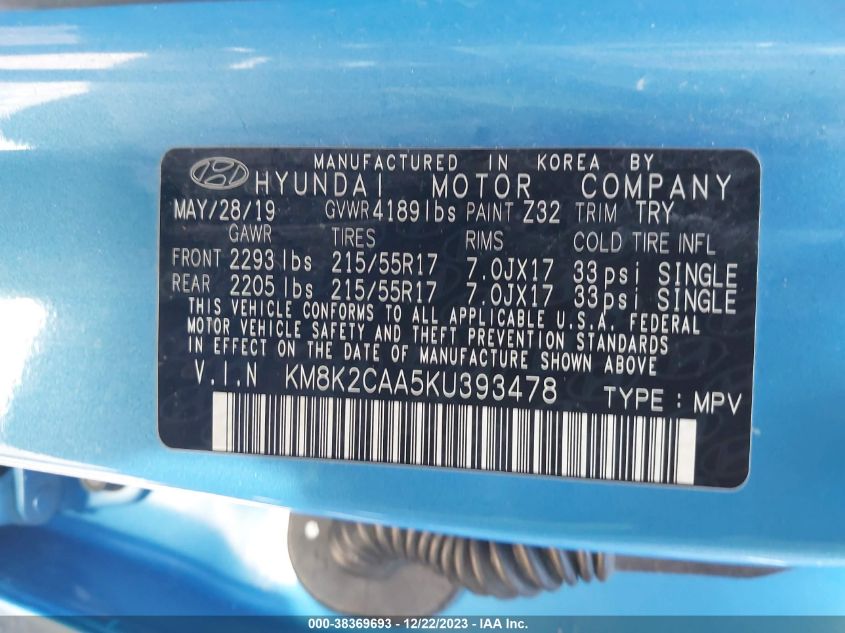 MANUFACTURED IN KOREA BY
HYUNDAI MOTOR COMPANY
MAY/28/19 GVWR 4189lbs PAINT Z32 TRIM TRY
GAWR TIRES RIMS COLD TIRE INFL
FRONT 2293 lbs 215/55R17 7.0JX17 33psi SINGLE
REAR 2205 lbs 215/55R17 7.0JX17 33psi SINGLE
THIS VEHICLE CONFORMS TO ALL APPLICABLE U.S.A. FEDERAL
MOTOR VEHICLE SAFETY AND THEFT PREVENTION STANDARDS
IN EFFECT ON THE DATE OF MANUFACTURE SHOWN ABOVE
V.I.N KM8K2CAA5KU393478 TYPE : MPV
000-38369693 - 12/22/2023 - IAA Inc.